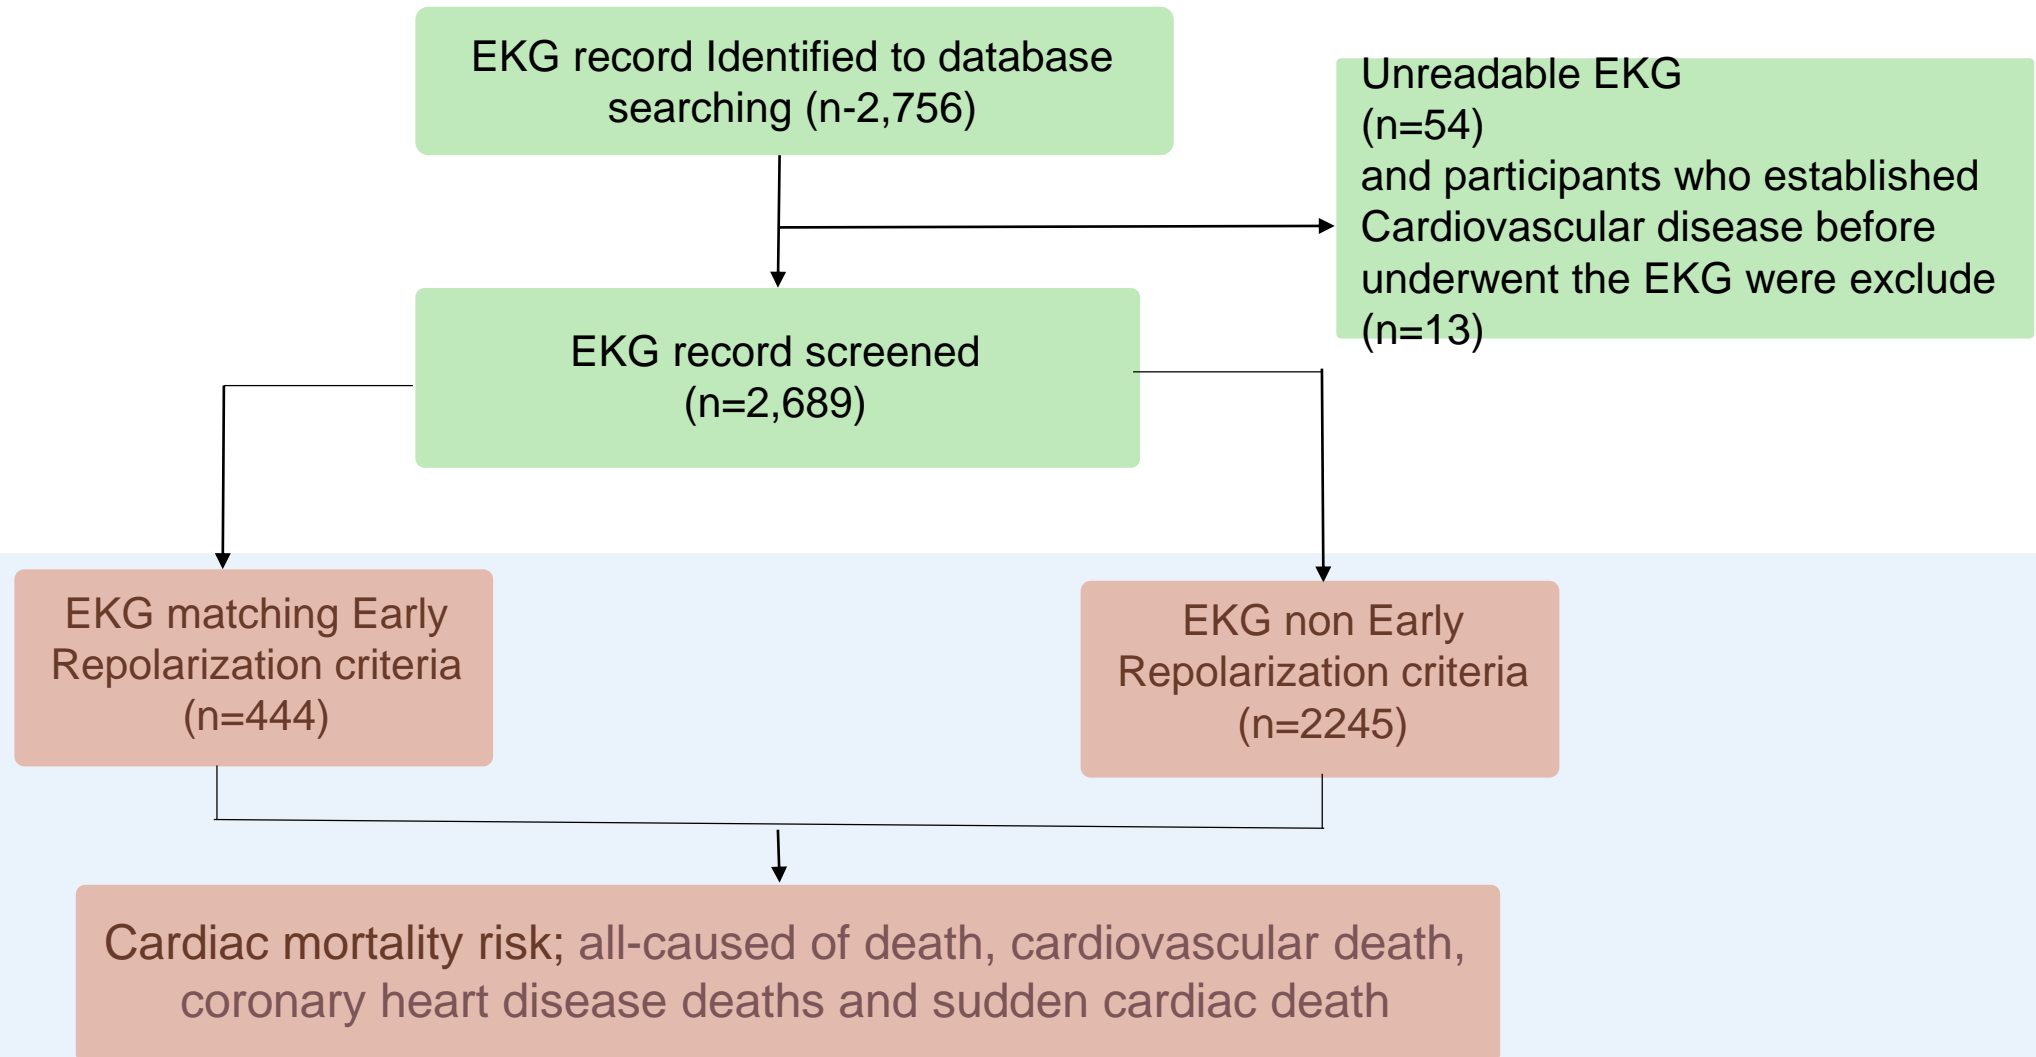 EKG record Identified to database
searching (n-2,756)
Unreadable EKG
(n=54)
and participants who established
Cardiovascular disease before
underwent the EKG were exclude
(n=13)
EKG record screened
(n=2,689)
EKG matching Early
Repolarization criteria
(n=444)
EKG non Early
Repolarization criteria
(n=2245)
Cardiac mortality risk; all-caused of death, cardiovascular death,
coronary heart disease deaths and sudden cardiac death